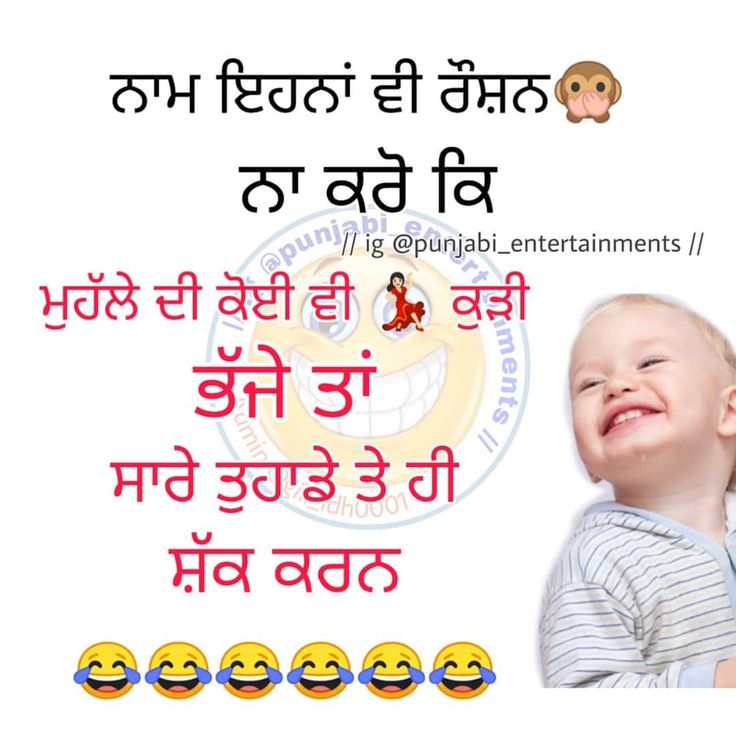 ਨਾਮ ਇਹਨਾਂ ਵੀ ਰੌਸ਼ਨ🙊
ਨਾ ਕਰੋ ਕਿ
// ig @punjabi_entertainments //
ਮੁਹੱਲੇ ਦੀ ਕੋਈ ਵੀ 💃 ਕੁੜੀ
ਭੱਜੇ ਤਾਂ
ਸਾਰੇ ਤੁਹਾਡੇ ਤੇ ਹੀ
ਸ਼ੱਕ ਕਰਨ
😂😂😂😂😂😂